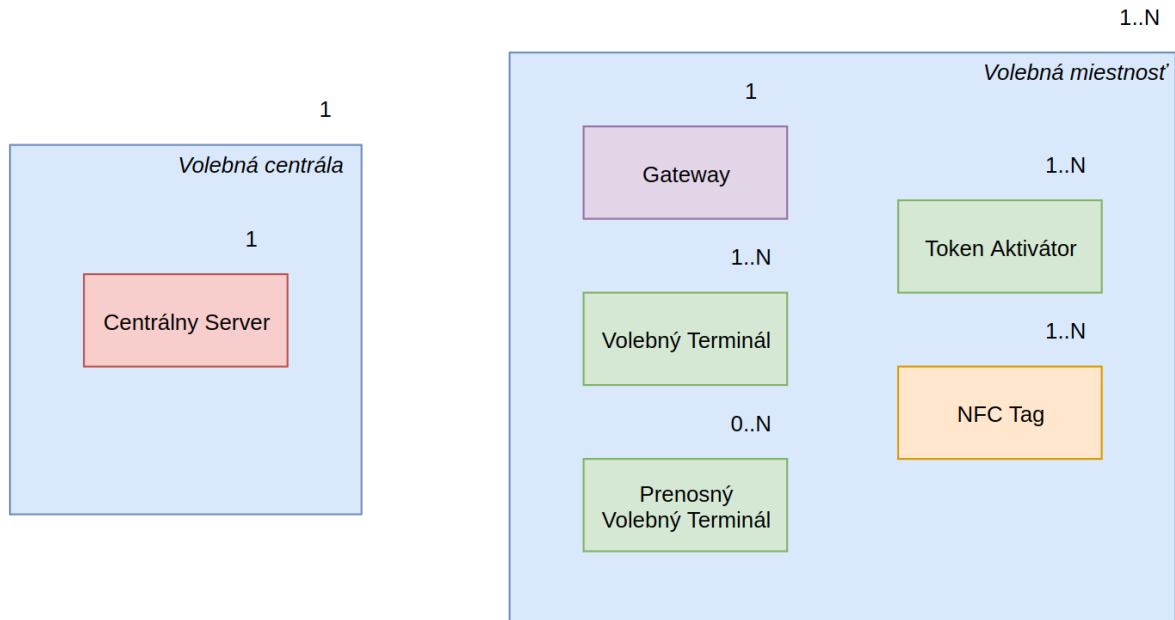 1
Volebná centrála
1
Centrálny Server
1..N
Volebná miestnosť
1
Gateway
1..N
Volebný Terminál
0..N
Prenosný
Volebný Terminál
1..N
Token Aktivátor
1..N
NFC Tag